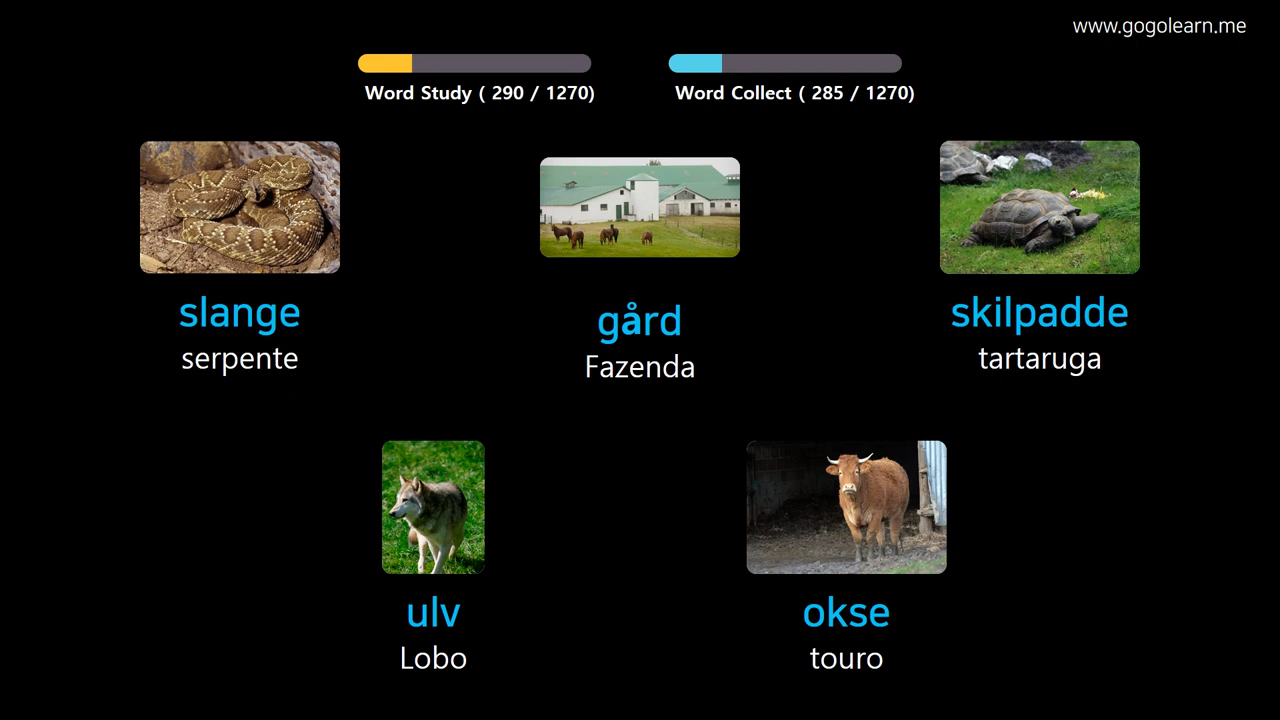 www.gogolearn.me
Word Study ( 290 / 1270)
Word Collect ( 285 / 1270)
slange
serpente
gård
Fazenda
skilpadde
tartaruga
ulv
Lobo
okse
touro